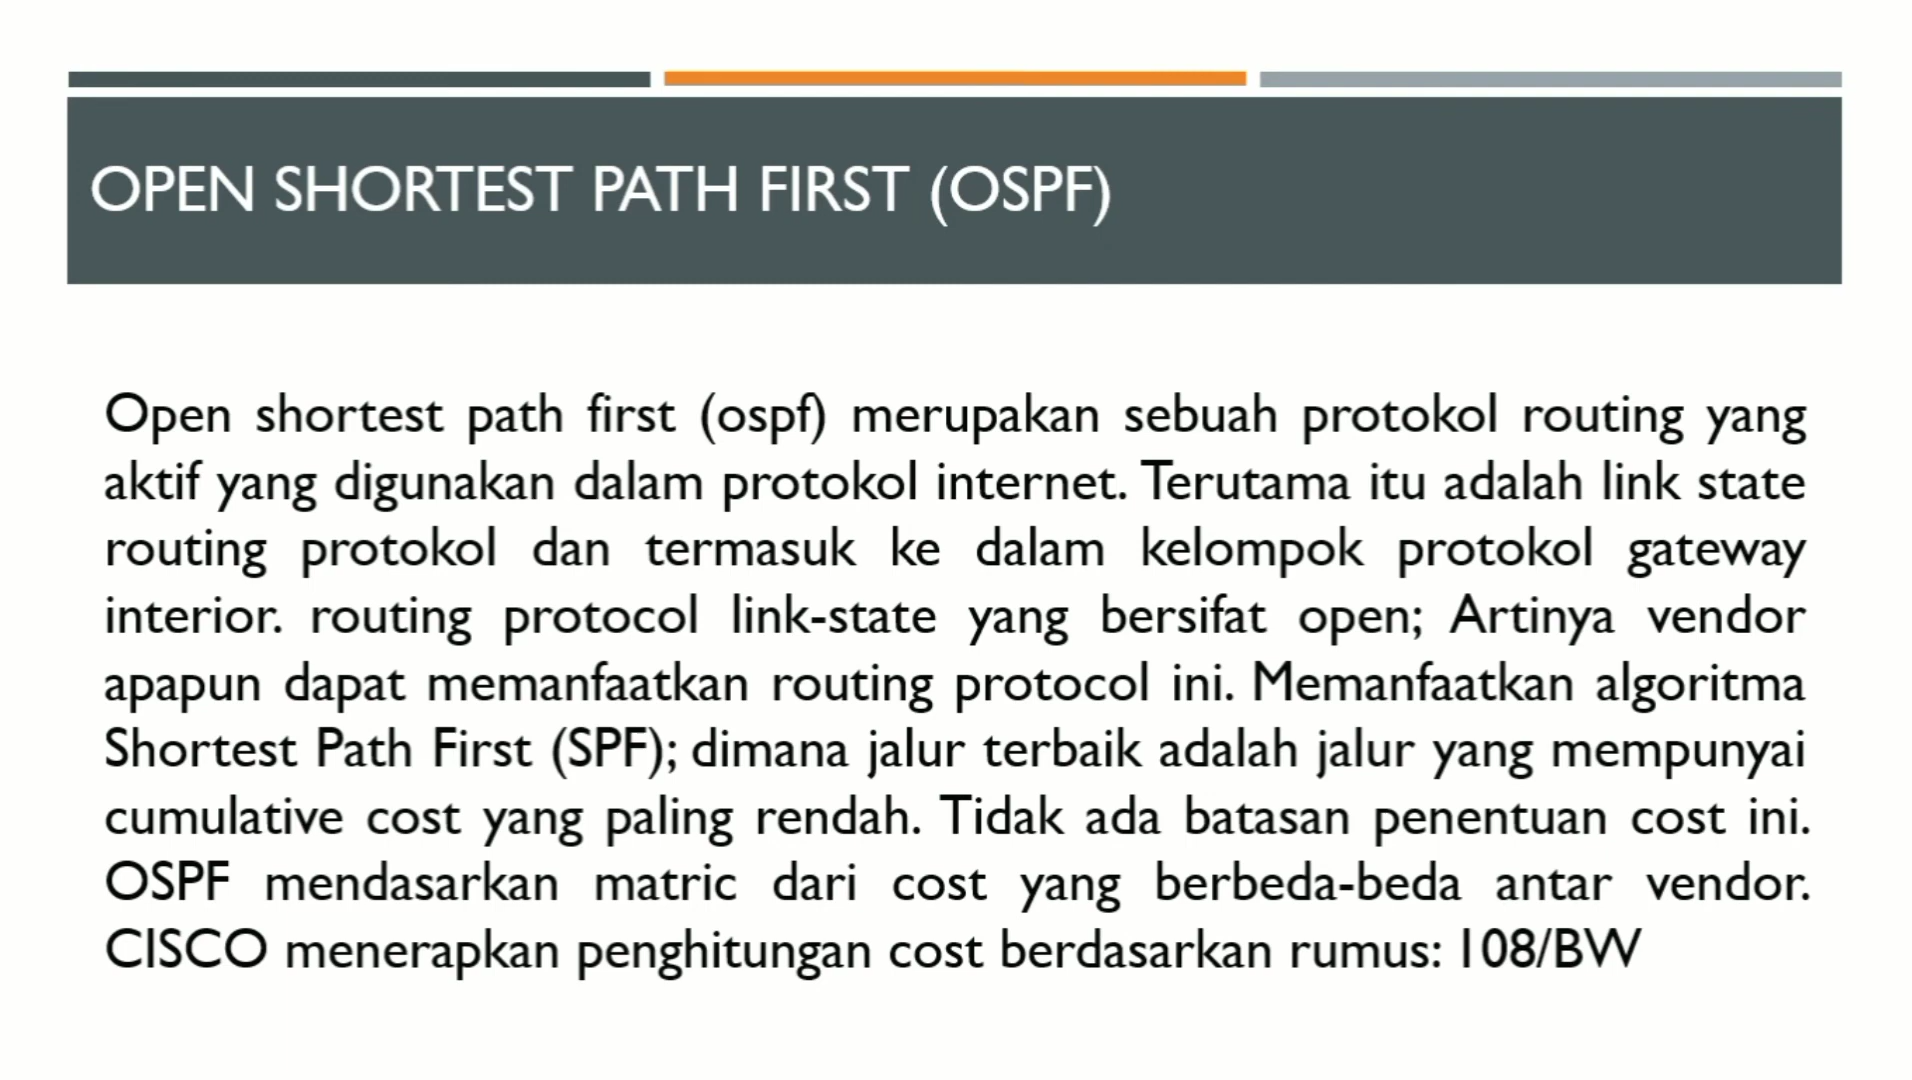 OPEN SHORTEST PATH FIRST (OSPF)
Open shortest path first (ospf) merupakan sebuah protokol routing yang
aktif yang digunakan dalam protokol internet. Terutama itu adalah link state
routing protokol dan termasuk ke dalam kelompok protokol gateway
interior. routing protocol link-state yang bersifat open; Artinya vendor
apapun dapat memanfaatkan routing protocol ini. Memanfaatkan algoritma
Shortest Path First (SPF); dimana jalur terbaik adalah jalur yang mempunyai
cumulative cost yang paling rendah. Tidak ada batasan penentuan cost ini.
OSPF mendasarkan matric dari cost yang berbeda-beda antar vendor.
CISCO menerapkan penghitungan cost berdasarkan rumus: 108/BW